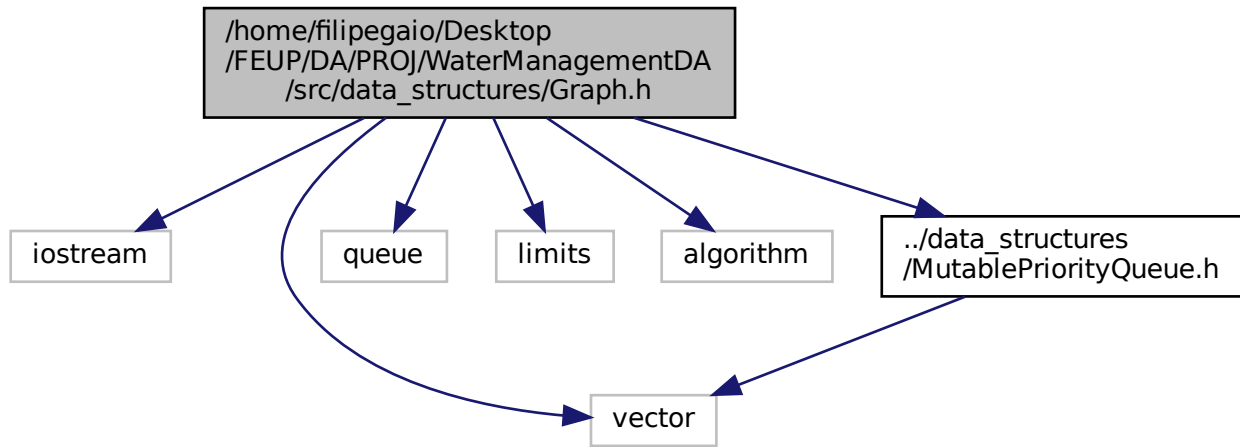 /home/filipegaio/Desktop
/FEUP/DA/PROJ/WaterManagementDA
/src/data_structures/Graph.h
iostream
queue
limits
algorithm
../data_structures
/MutablePriorityQueue.h
vector